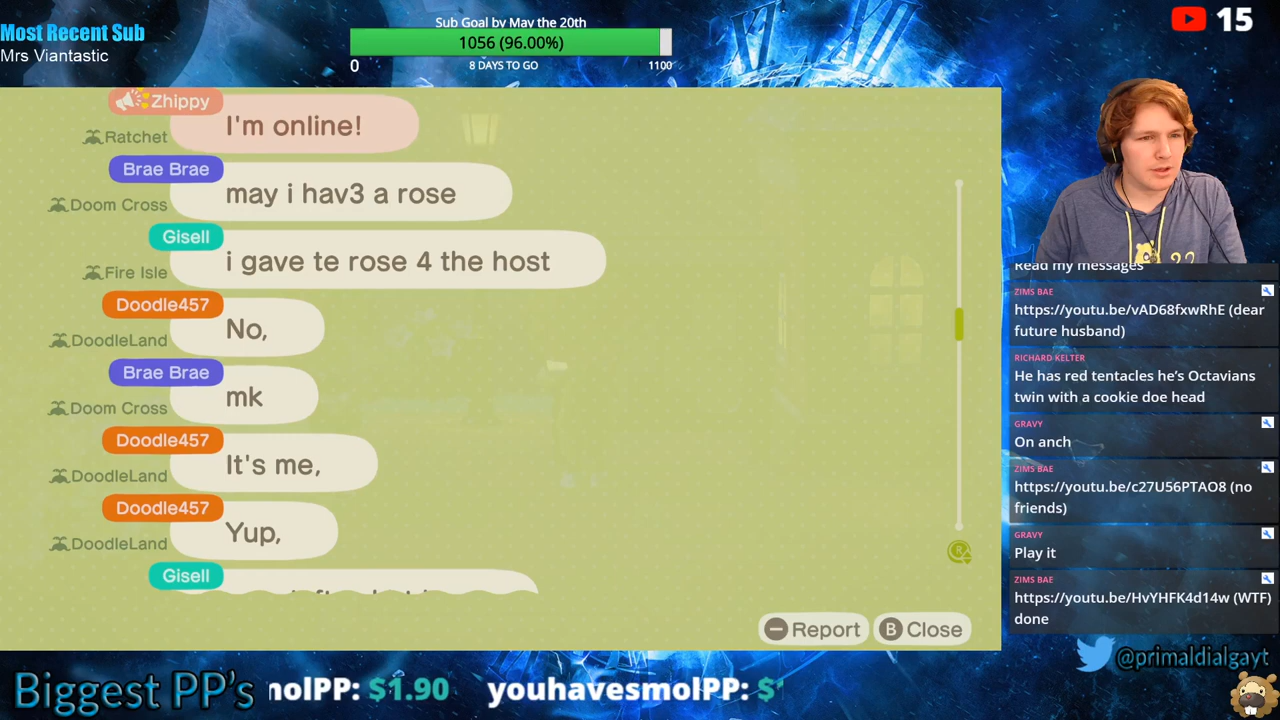 Most Recent Sub
Mrs Viantastic
Sub Goal by May the 20th
1056 (96.00%)
0
8 DAYS TO GO
1100
15
Zhippy
I'm online!
Ratchet
Brae Brae
may i hav3 a rose
Doom Cross
Gisell
i gave te rose 4 the host
Fire Isle
Doodle457
No,
DoodleLand
Brae Brae
mk
Doom Cross
Doodle457
It's me,
DoodleLand
Doodle457
Yup,
DoodleLand
Gisell
R
Report
B Close
Read my messages
ZIMS BAE
https://youtu.be/vAD68fxwRhE (dear
future husband)
RICHARD KELTER
He has red tentacles he's Octavians
twin with a cookie doe head
GRAVY
On anch
ZIMS BAE
https://youtu.be/c27U56PTAO8 (no
friends)
GRAVY
Play it
ZIMS BAE
https://youtu.be/HvYHFK4d14w (WTF)
done
@primaldialgayt
Biggest PP's
molPP: $1.90 youhavesmolPP: $